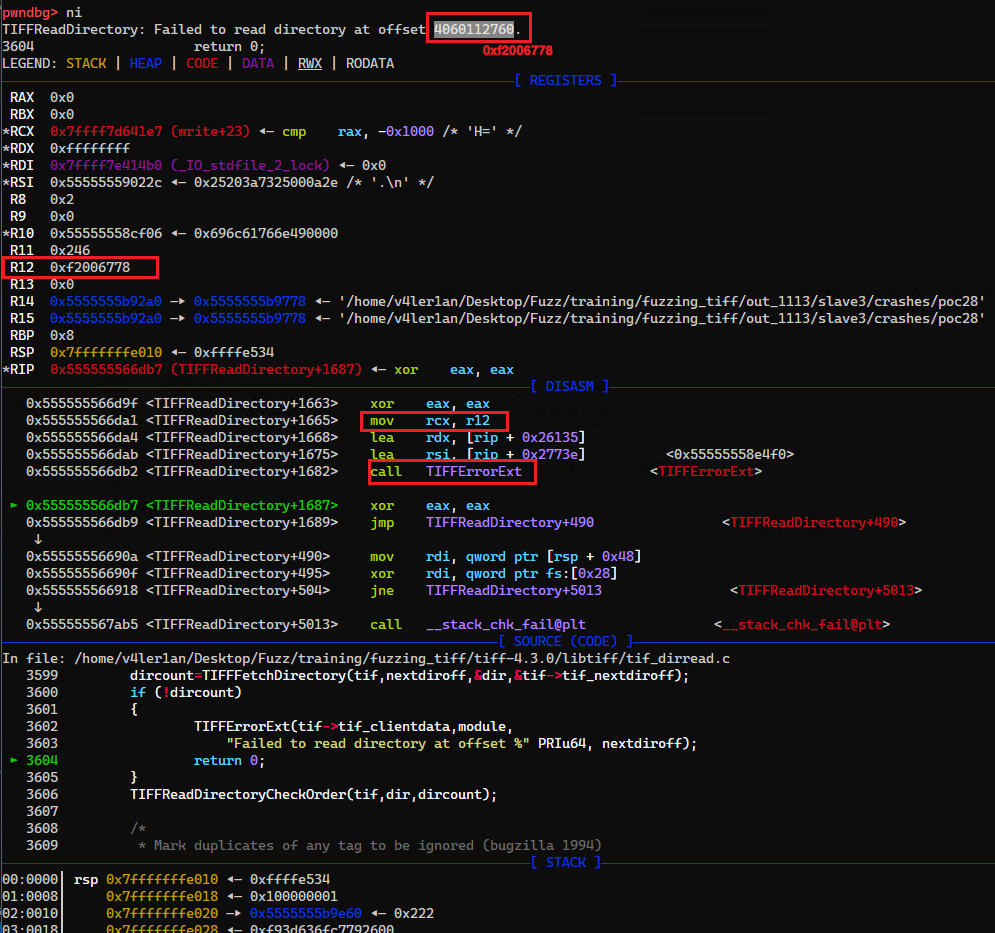 pwndbg> ni
TIFFReadDirectory: Failed to read directory at offset 4060112760.
3604                    return 0;
0xf2006778
LEGEND: STACK | HEAP | CODE | DATA | RWX | RODATA
[ REGISTERS ]
 RAX  0x0
 RBX  0x0
*RCX  0x7ffff7d641e7 (write+23) ◂— cmp    rax, -0x1000 /* 'H=' */
*RDX  0xffffffff
*RDI  0x7ffff7e414b0 (_IO_stdfile_2_lock) ◂— 0x0
*RSI  0x55555559022c ◂— 0x25203a7325000a2e /* '.\n' */
 R8   0x2
 R9   0x0
*R10  0x55555558cf06 ◂— 0x696c61766e490000
 R11  0x246
 R12  0xf2006778
 R13  0x0
 R14  0x5555555b92a0 —▸ 0x5555555b9778 ◂— '/home/v4ler1an/Desktop/Fuzz/training/fuzzing_tiff/out_1113/slave3/crashes/poc28'
 R15  0x5555555b92a0 —▸ 0x5555555b9778 ◂— '/home/v4ler1an/Desktop/Fuzz/training/fuzzing_tiff/out_1113/slave3/crashes/poc28'
 RBP  0x8
 RSP  0x7fffffffe010 ◂— 0xffffe534
*RIP  0x555555566db7 (TIFFReadDirectory+1687) ◂— xor    eax, eax
[ DISASM ]
   0x555555566d9f <TIFFReadDirectory+1663>    xor    eax, eax
   0x555555566da1 <TIFFReadDirectory+1665>    mov    rcx, r12
   0x555555566da4 <TIFFReadDirectory+1668>    lea    rdx, [rip + 0x26135]
   0x555555566dab <TIFFReadDirectory+1675>    lea    rsi, [rip + 0x2773e]         <0x55555558e4f0>
   0x555555566db2 <TIFFReadDirectory+1682>    call   TIFFErrorExt                <TIFFErrorExt>
 ► 0x555555566db7 <TIFFReadDirectory+1687>    xor    eax, eax
   0x555555566db9 <TIFFReadDirectory+1689>    jmp    TIFFReadDirectory+490                <TIFFReadDirectory+490>
    ↓
   0x55555556690a <TIFFReadDirectory+490>     mov    rdi, qword ptr [rsp + 0x48]
   0x55555556690f <TIFFReadDirectory+495>     xor    rdi, qword ptr fs:[0x28]
   0x555555566918 <TIFFReadDirectory+504>     jne    TIFFReadDirectory+5013                <TIFFReadDirectory+5013>
    ↓
   0x555555567ab5 <TIFFReadDirectory+5013>    call   __stack_chk_fail@plt                <__stack_chk_fail@plt>
[ SOURCE (CODE) ]
In file: /home/v4ler1an/Desktop/Fuzz/training/fuzzing_tiff/tiff-4.3.0/libtiff/tif_dirread.c
   3599         dircount=TIFFFetchDirectory(tif,nextdiroff,&dir,&tif->tif_nextdiroff);
   3600         if (!dircount)
   3601         {
   3602                 TIFFErrorExt(tif->tif_clientdata,module,
   3603                     "Failed to read directory at offset %" PRIu64, nextdiroff);
 ► 3604                 return 0;
   3605         }
   3606         TIFFReadDirectoryCheckOrder(tif,dir,dircount);
   3607
   3608         /*
   3609          * Mark duplicates of any tag to be ignored (bugzilla 1994)
[ STACK ]
00:0000│ rsp 0x7fffffffe010 ◂— 0xffffe534
01:0008│     0x7fffffffe018 ◂— 0x100000001
02:0010│     0x7fffffffe020 —▸ 0x5555555b9e60 ◂— 0x222
03:0018│     0x7fffffffe028 ◂— 0xf93d636fc7792600